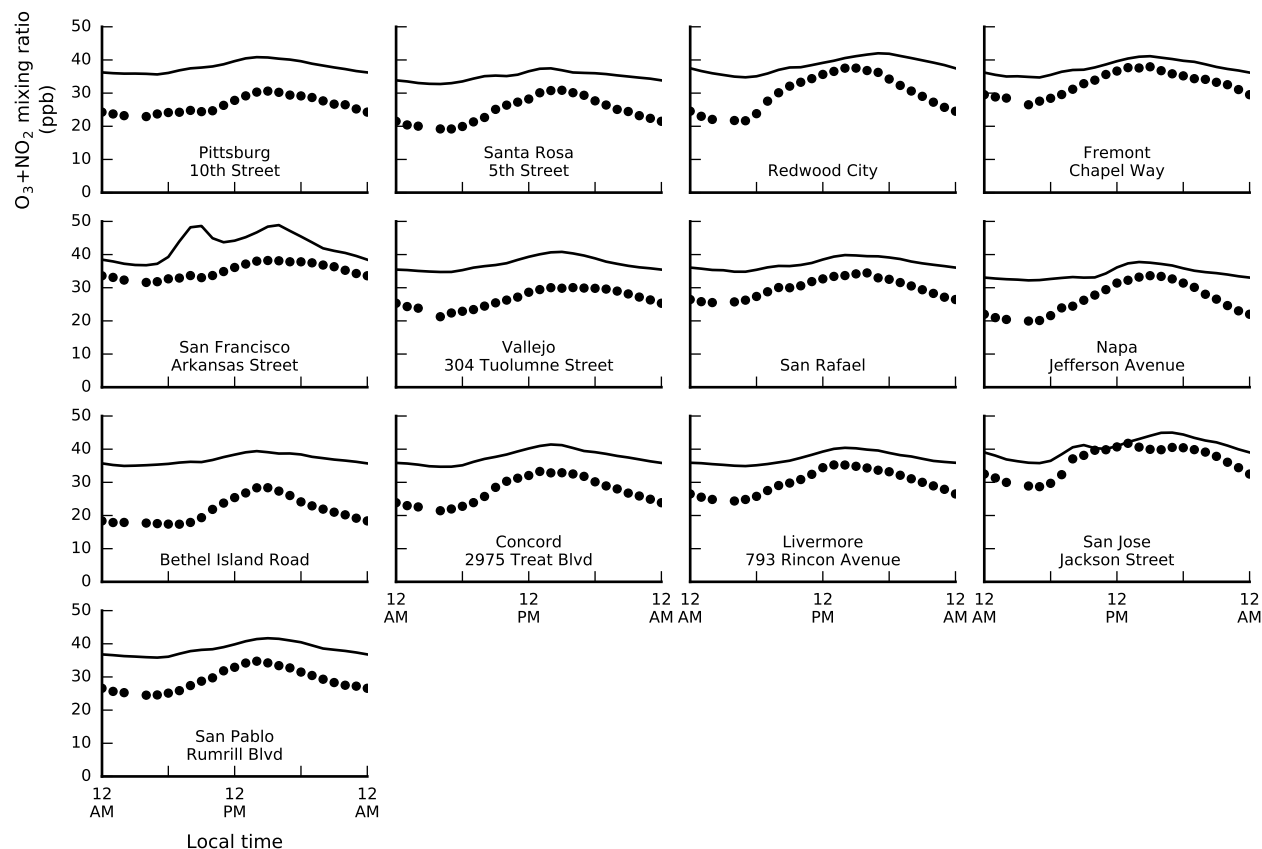 O3+NO2 mixing ratio
(ppb)
50
40
30
20
10
0
Pittsburg
10th Street
Santa Rosa
5th Street
Redwood City
Fremont
Chapel Way
50
40
30
20
10
0
San Francisco
Arkansas Street
Vallejo
304 Tuolumne Street
San Rafael
Napa
Jefferson Avenue
50
40
30
20
10
0
Bethel Island Road
Concord
2975 Treat Blvd
Livermore
793 Rincon Avenue
San Jose
Jackson Street
12 12 12 12 12 12 12 12 12
AM PM AM AM PM AM AM PM AM
50
40
30
20
10
0
San Pablo
Rumrill Blvd
12 12 12
AM PM AM
Local time